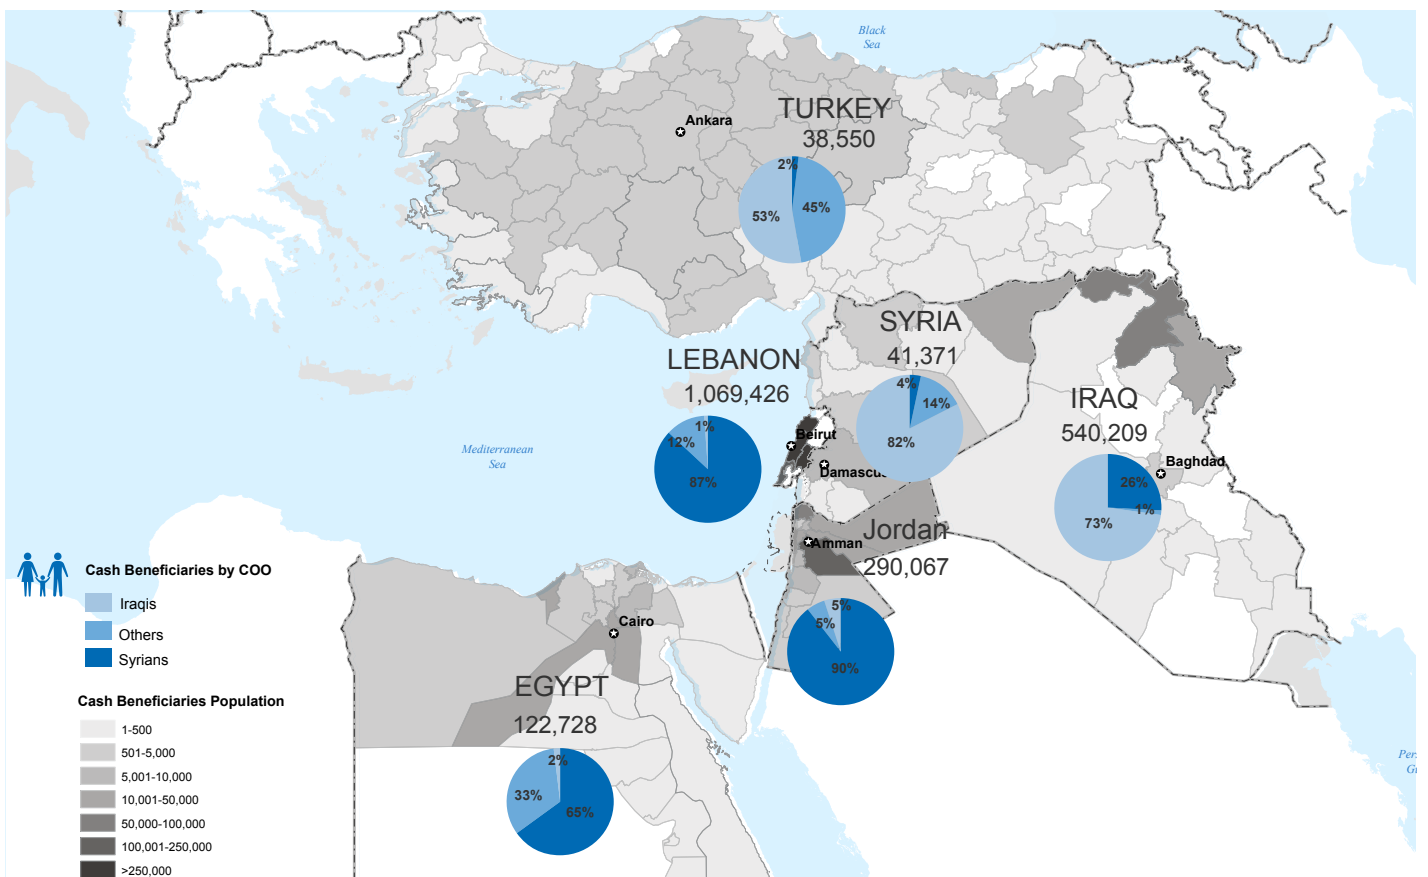 Black
Sea
Ankara
TURKEY
38,550
2%
45%
53%
SYRIA
41,371
4%
14%
82%
LEBANON
1,069,426
1%
12%
87%
Beirut
Damascus
IRAQ
540,209
Baghdad
26%
1%
73%
Mediterranean
Sea
Jordan
290,067
Amman
5%
5%
90%
Cairo
EGYPT
122,728
2%
33%
65%
Cash Beneficiaries by COO
Iraqis
Others
Syrians
Cash Beneficiaries Population
1-500
501-5,000
5,001-10,000
10,001-50,000
50,000-100,000
100,001-250,000
>250,000